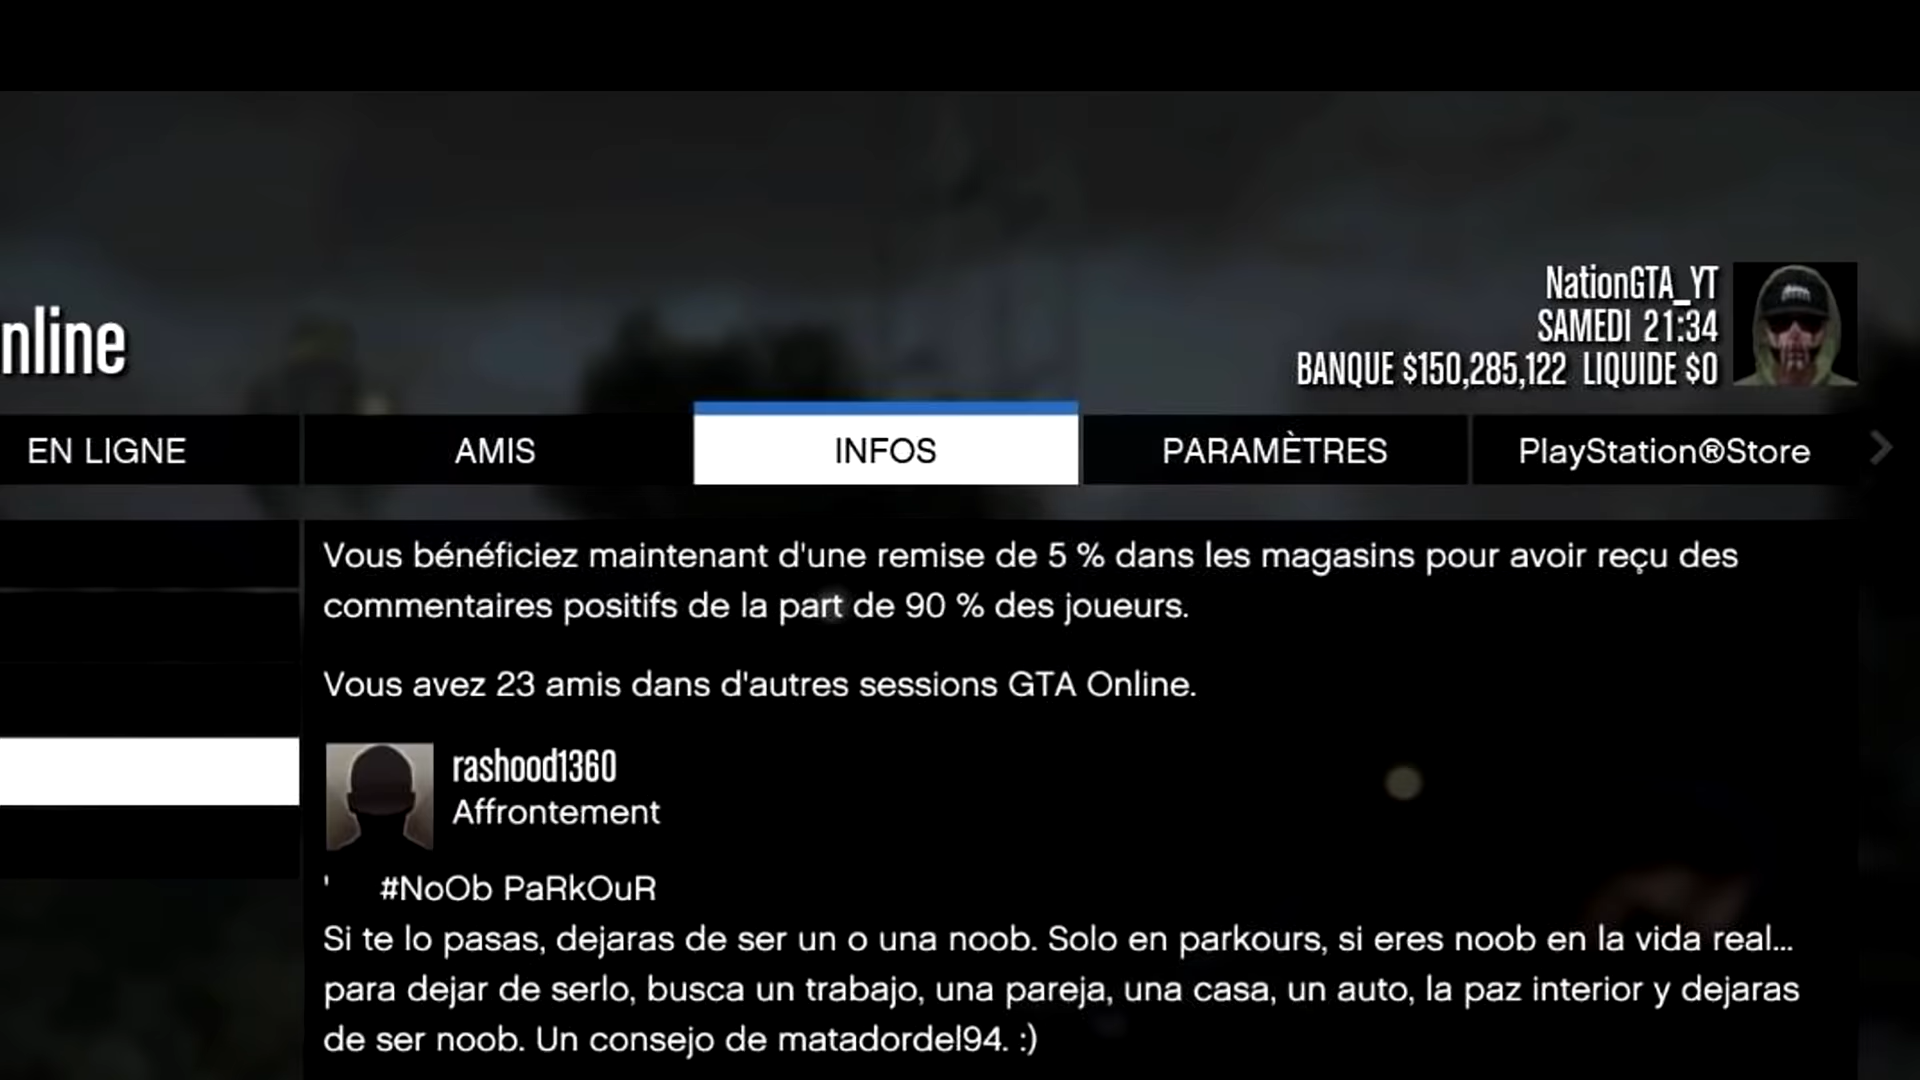 NationGTA_YT
SAMEDI 21:34
BANQUE $150,285,122 LIQUIDE $0
nline
EN LIGNE
AMIS
INFOS
PARAMÈTRES
PlayStation®Store
Vous bénéficiez maintenant d'une remise de 5 % dans les magasins pour avoir reçu des
commentaires positifs de la part de 90 % des joueurs.
Vous avez 23 amis dans d'autres sessions GTA Online.
rashood1360
Affrontement
' #NoOb PaRkOuR
Si te lo pasas, dejaras de ser un o una noob. Solo en parkours, si eres noob en la vida real...
para dejar de serlo, busca un trabajo, una pareja, una casa, un auto, la paz interior y dejaras
de ser noob. Un consejo de matadordel94. :)